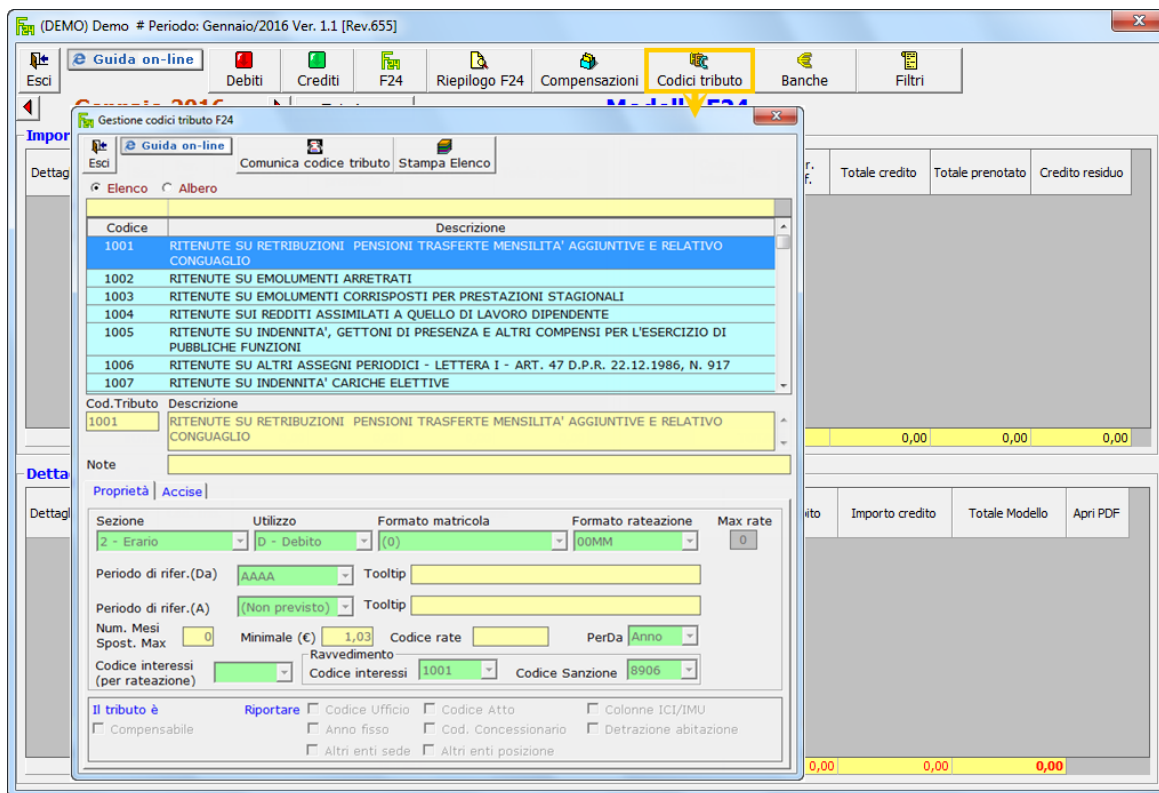 (DEMO) Demo # Periodo: Gennaio/2016 Ver. 1.1 [Rev.655]
Esci
Guida on-line
Debiti
Crediti
F24
Riepilogo F24
Compensazioni
Codici tributo
Banche
Filtri
Gestione codici tributo F24
Impor
Esci
Guida on-line
Comunica codice tributo
Stampa Elenco
Dettag
Totale credito
Totale prenotato
Credito residuo
Elenco
Albero
Codice Descrizione
1001 RITENUTE SU RETRIBUZIONI PENSIONI TRASFERTE MENSILITA' AGGIUNTIVE E RELATIVO
CONGUAGLIO
1002 RITENUTE SU EMOLUMENTI ARRETRATI
1003 RITENUTE SU EMOLUMENTI CORRISPOSTI PER PRESTAZIONI STAGIONALI
1004 RITENUTE SUI REDDITI ASSIMILATI A QUELLO DI LAVORO DIPENDENTE
1005 RITENUTE SU INDENNITA', GETTONI DI PRESENZA E ALTRI COMPENSI PER L'ESERCIZIO DI
PUBBLICHE FUNZIONI
1006 RITENUTE SU ALTRI ASSEGNI PERIODICI - LETTERA I - ART. 47 D.P.R. 22.12.1986, N. 917
1007 RITENUTE SU INDENNITA' CARICHE ELETTIVE
Cod.Tributo Descrizione
1001 RITENUTE SU RETRIBUZIONI PENSIONI TRASFERTE MENSILITA' AGGIUNTIVE E RELATIVO
CONGUAGLIO
0,00 0,00 0,00
Note
Detta
Proprietà Accise
Dettagl
ito Importo credito Totale Modello Apri PDF
Sezione Utilizzo Formato matricola Formato rateazione Max rate
2 - Erario D - Debito (0) 00MM 0
Periodo di rifer.(Da) AAAA Tooltip
Periodo di rifer.(A) (Non previsto) Tooltip
Num. Mesi
Spost. Max 0 Minimale (€) 1,03 Codice rate PerDa Anno
Ravvedimento
Codice interessi
(per rateazione) Codice interessi 1001 Codice Sanzione 8906
Il tributo è Riportare Codice Ufficio Codice Atto Colonne ICI/IMU
Compensabile Anno fisso Cod. Concessionario Detrazione abitazione
Altri enti sede Altri enti posizione
0,00 0,00 0,00